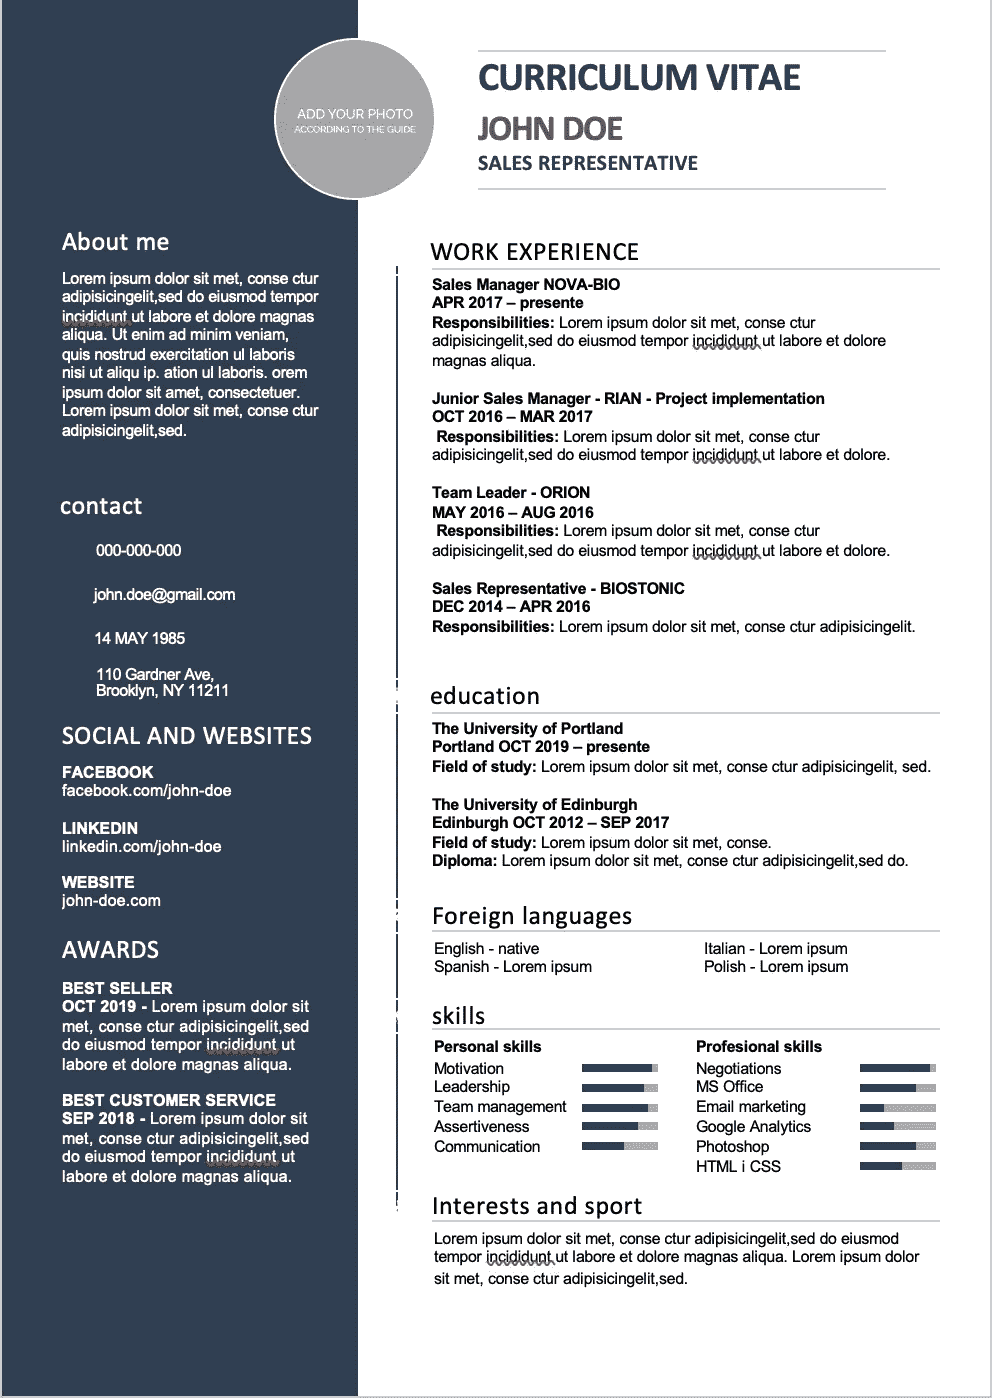 ADD YOUR PHOTO
ACCORDING TO THE GUIDE
CURRICULUM VITAE
JOHN DOE
SALES REPRESENTATIVE
About me
Lorem ipsum dolor sit met, conse ctur
adipisicingelit,sed do eiusmod tempor
incididunt ut labore et dolore magnas
aliqua. Ut enim ad minim veniam,
quis nostrud exercitation ul laboris
nisi ut aliqu ip. ation ul laboris. orem
ipsum dolor sit amet, consectetuer.
Lorem ipsum dolor sit met, conse ctur
adipisicingelit,sed.
contact
000-000-000
john.doe@gmail.com
14 MAY 1985
110 Gardner Ave,
Brooklyn, NY 11211
SOCIAL AND WEBSITES
FACEBOOK
facebook.com/john-doe
LINKEDIN
linkedin.com/john-doe
WEBSITE
john-doe.com
AWARDS
BEST SELLER
OCT 2019 - Lorem ipsum dolor sit
met, conse ctur adipisicingelit,sed
do eiusmod tempor incididunt ut
labore et dolore magnas aliqua.
BEST CUSTOMER SERVICE
SEP 2018 - Lorem ipsum dolor sit
met, conse ctur adipisicingelit,sed
do eiusmod tempor incididunt ut
labore et dolore magnas aliqua.
WORK EXPERIENCE
Sales Manager NOVA-BIO
APR 2017 – presente
Responsibilities: Lorem ipsum dolor sit met, conse ctur
adipisicingelit,sed do eiusmod tempor incididunt ut labore et dolore
magnas aliqua.
Junior Sales Manager - RIAN - Project implementation
OCT 2016 – MAR 2017
Responsibilities: Lorem ipsum dolor sit met, conse ctur
adipisicingelit,sed do eiusmod tempor incididunt ut labore et dolore.
Team Leader - ORION
MAY 2016 – AUG 2016
Responsibilities: Lorem ipsum dolor sit met, conse ctur
adipisicingelit,sed do eiusmod tempor incididunt ut labore et dolore.
Sales Representative - BIOSTONIC
DEC 2014 – APR 2016
Responsibilities: Lorem ipsum dolor sit met, conse ctur adipisicingelit.
education
The University of Portland
Portland OCT 2019 – presente
Field of study: Lorem ipsum dolor sit met, conse ctur adipisicingelit, sed.
The University of Edinburgh
Edinburgh OCT 2012 – SEP 2017
Field of study: Lorem ipsum dolor sit met, conse.
Diploma: Lorem ipsum dolor sit met, conse ctur adipisicingelit,sed do.
Foreign languages
English - native
Spanish - Lorem ipsum
Italian - Lorem ipsum
Polish - Lorem ipsum
skills
Personal skills
Motivation
Leadership
Team management
Assertiveness
Communication
Profesional skills
Negotiations
MS Office
Email marketing
Google Analytics
Photoshop
HTML i CSS
Interests and sport
Lorem ipsum dolor sit met, conse ctur adipisicingelit,sed do eiusmod
tempor incididunt ut labore et dolore magnas aliqua. Lorem ipsum dolor
sit met, conse ctur adipisicingelit,sed.